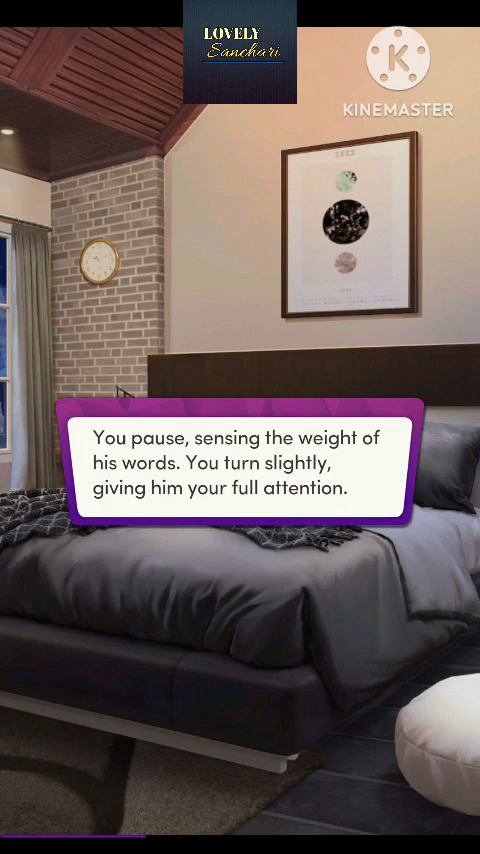 LOVELY
Sanchari
K
KINEMASTER
You pause, sensing the weight of
his words. You turn slightly,
giving him your full attention.